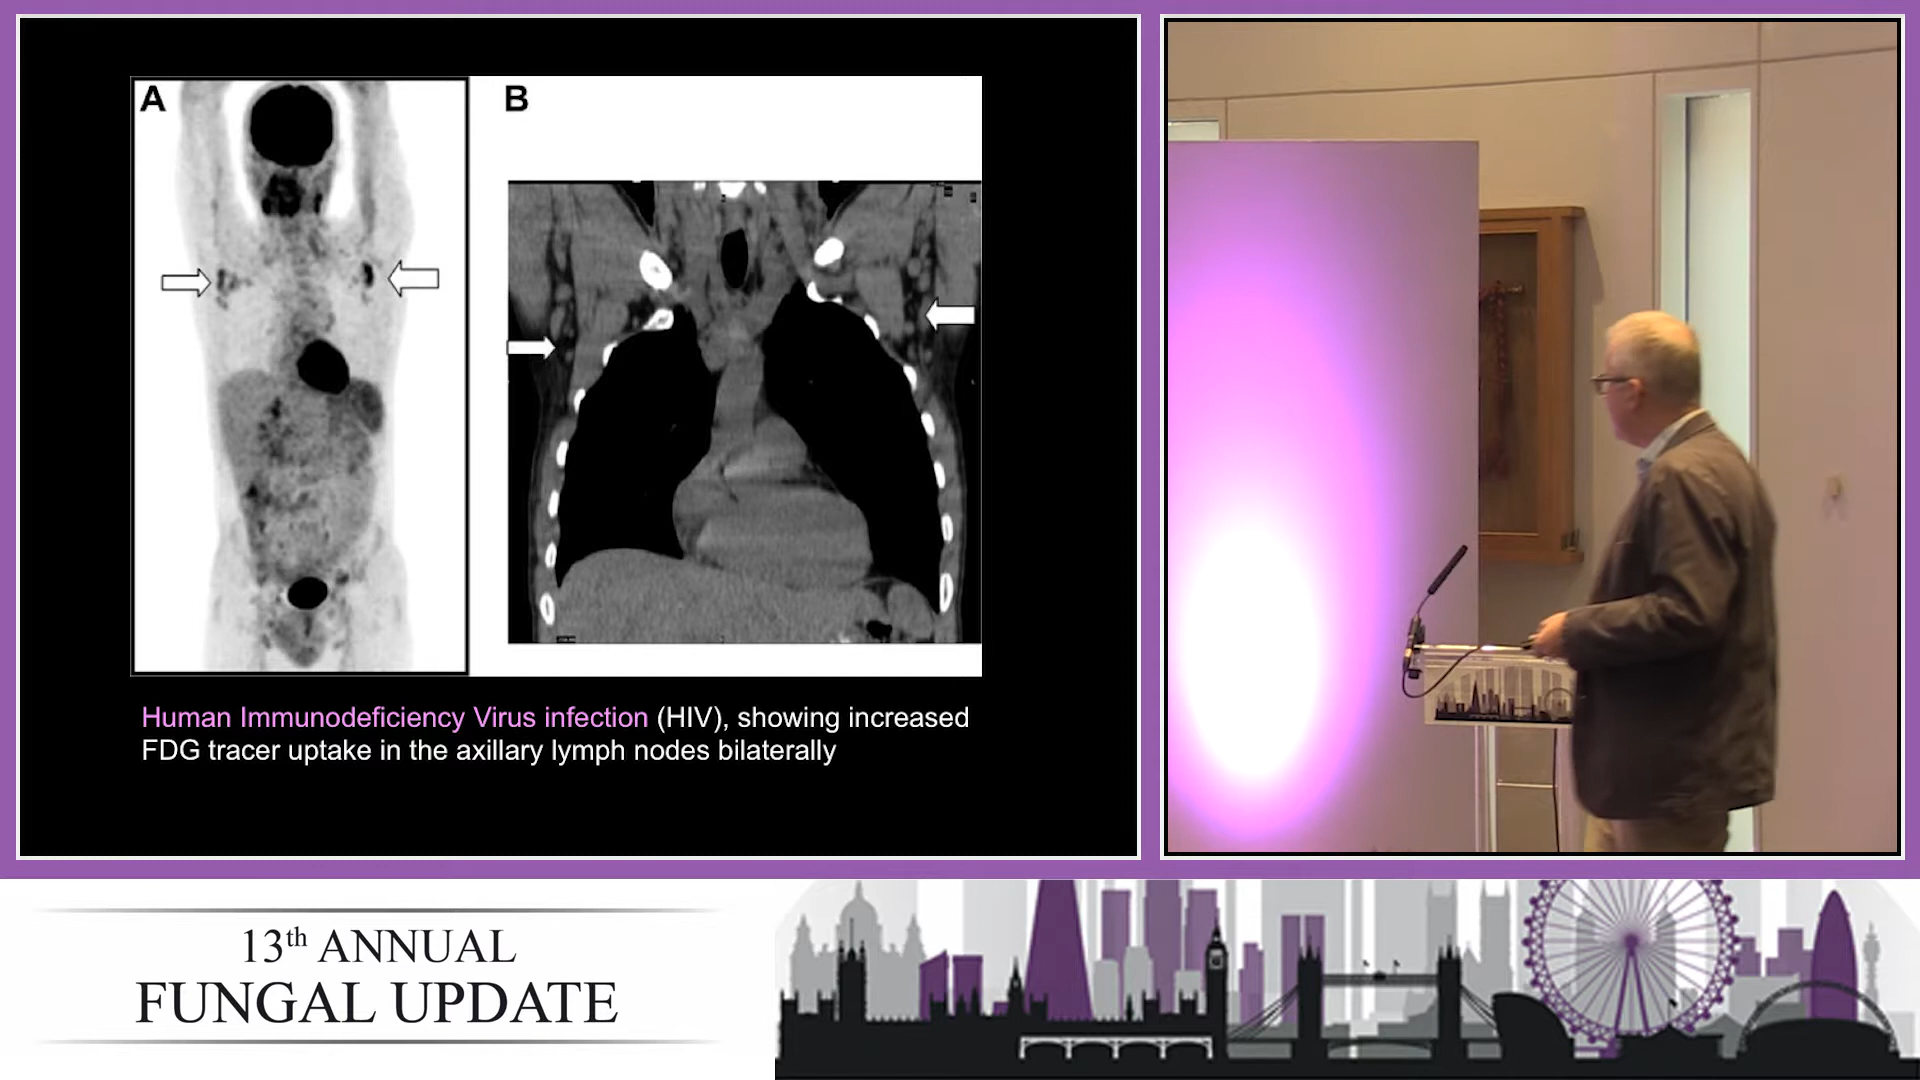 A
B
Human Immunodeficiency Virus infection (HIV), showing increased
FDG tracer uptake in the axillary lymph nodes bilaterally
13th ANNUAL
FUNGAL UPDATE